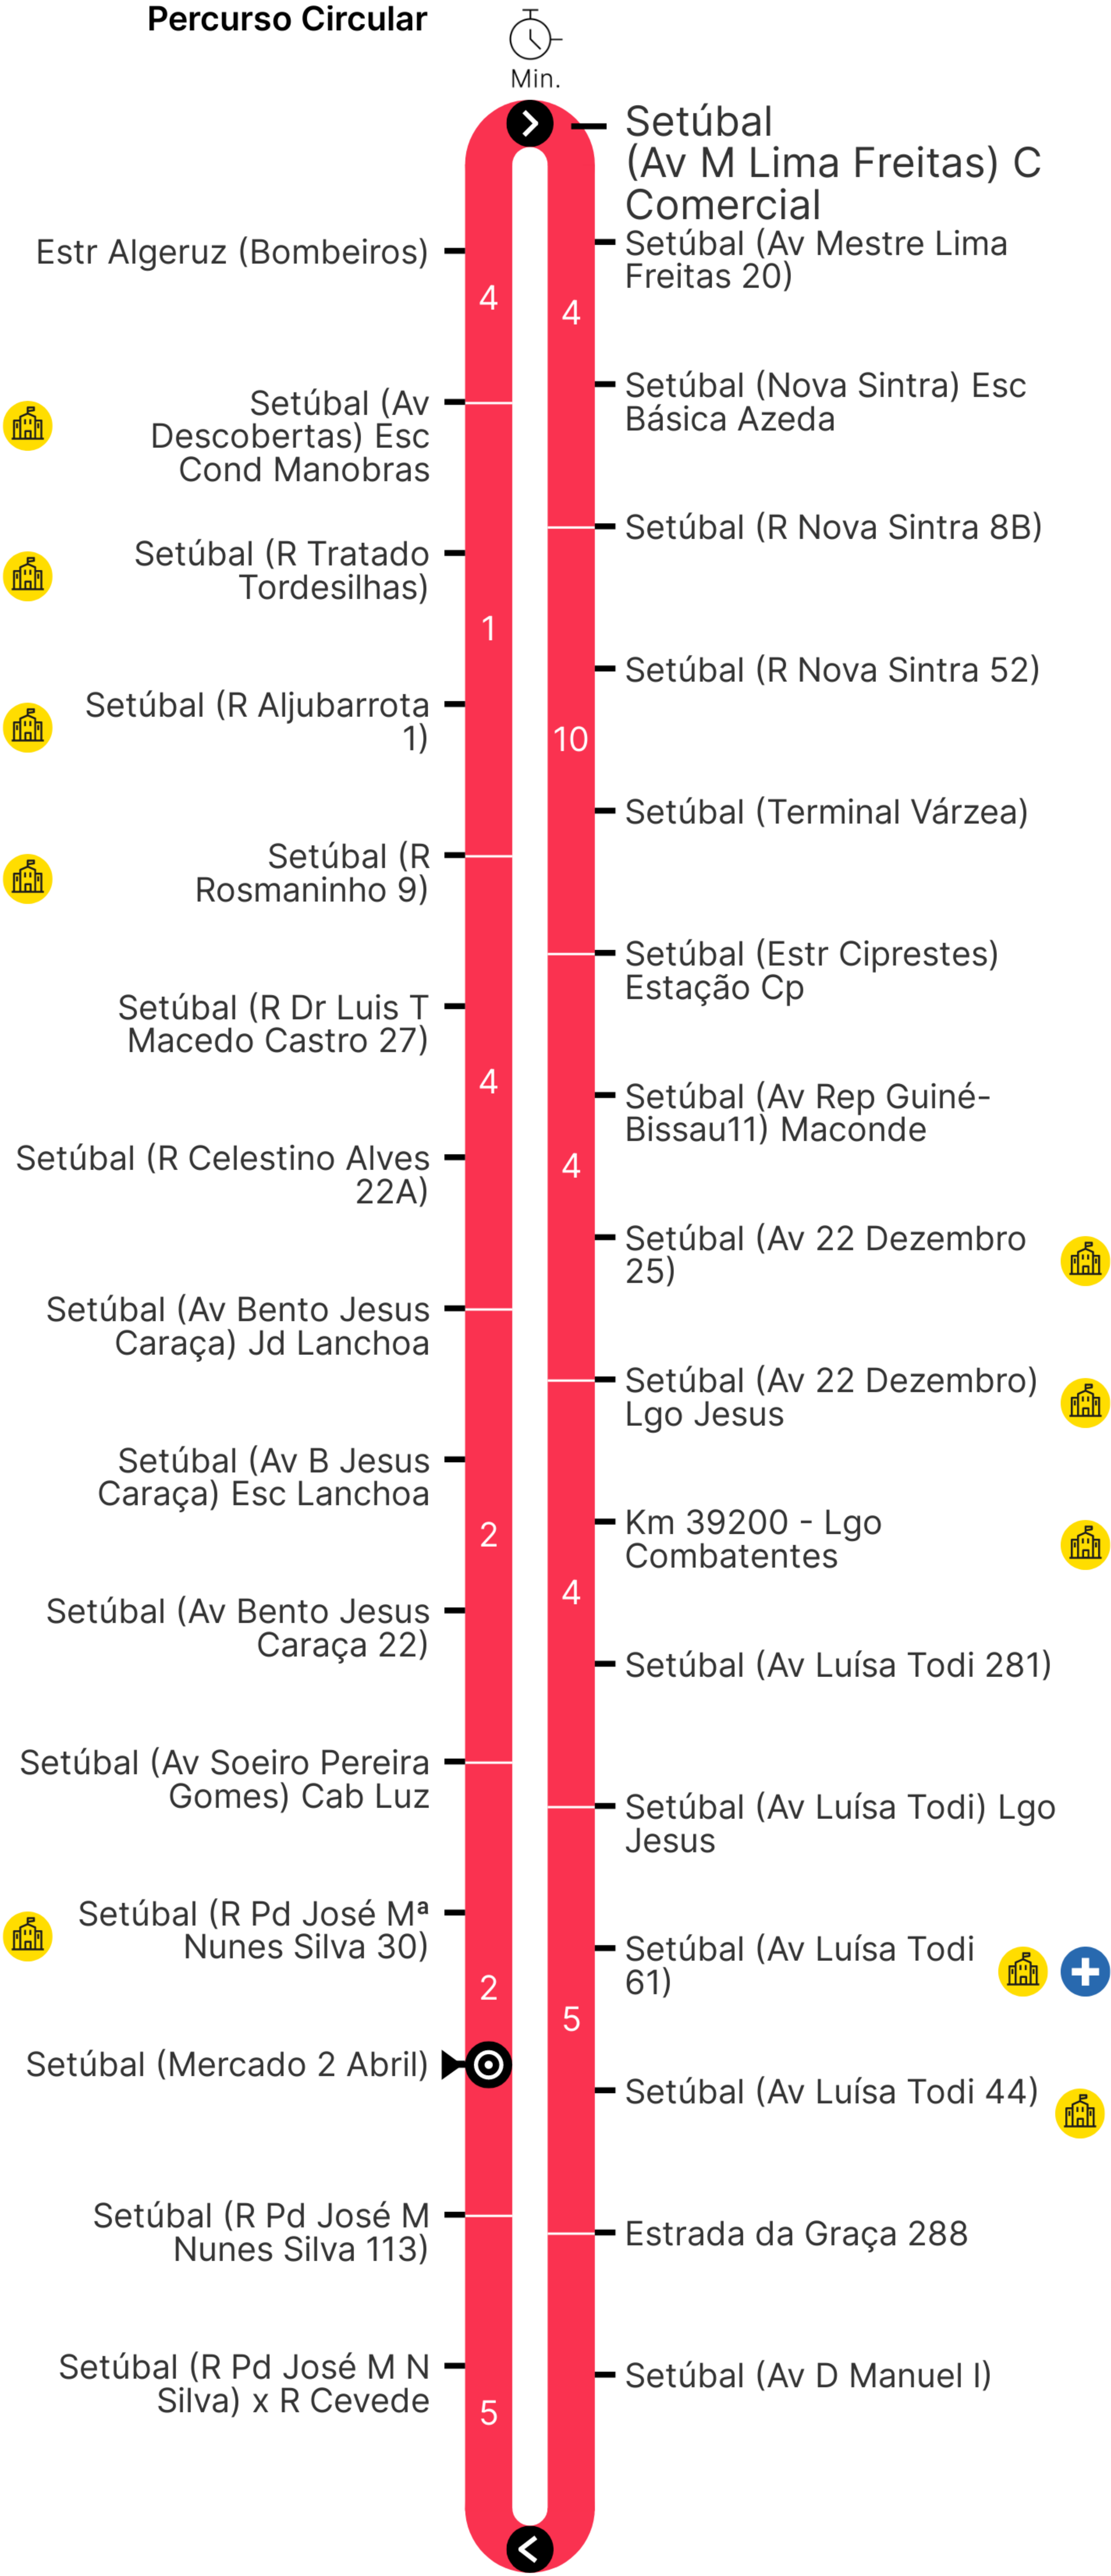 Percurso Circular
Min.
Setúbal
(Av M Lima Freitas) C
Comercial
Setúbal (Av Mestre Lima
Freitas 20)
4
Setúbal (Nova Sintra) Esc
Básica Azeda
Setúbal (R Nova Sintra 8B)
Setúbal (R Nova Sintra 52)
10
Setúbal (Terminal Várzea)
Setúbal (Estr Ciprestes)
Estação Cp
Setúbal (Av Rep Guiné-
Bissau11) Maconde
4
Setúbal (Av 22 Dezembro
25)
Setúbal (Av 22 Dezembro)
Lgo Jesus
Km 39200 - Lgo
Combatentes
4
Setúbal (Av Luísa Todi 281)
Setúbal (Av Luísa Todi) Lgo
Jesus
Setúbal (Av Luísa Todi
61)
5
Setúbal (Av Luísa Todi 44)
Estrada da Graça 288
Setúbal (Av D Manuel I)
Estr Algeruz (Bombeiros)
4
Setúbal (Av
Descobertas) Esc
Cond Manobras
Setúbal (R Tratado
Tordesilhas)
1
Setúbal (R Aljubarrota
1)
Setúbal (R
Rosmaninho 9)
Setúbal (R Dr Luis T
Macedo Castro 27)
4
Setúbal (R Celestino Alves
22A)
Setúbal (Av Bento Jesus
Caraça) Jd Lanchoa
Setúbal (Av B Jesus
Caraça) Esc Lanchoa
2
Setúbal (Av Bento Jesus
Caraça 22)
Setúbal (Av Soeiro Pereira
Gomes) Cab Luz
Setúbal (R Pd José Mª
Nunes Silva 30)
2
Setúbal (Mercado 2 Abril)
Setúbal (R Pd José M
Nunes Silva 113)
Setúbal (R Pd José M N
Silva) x R Cevede
5